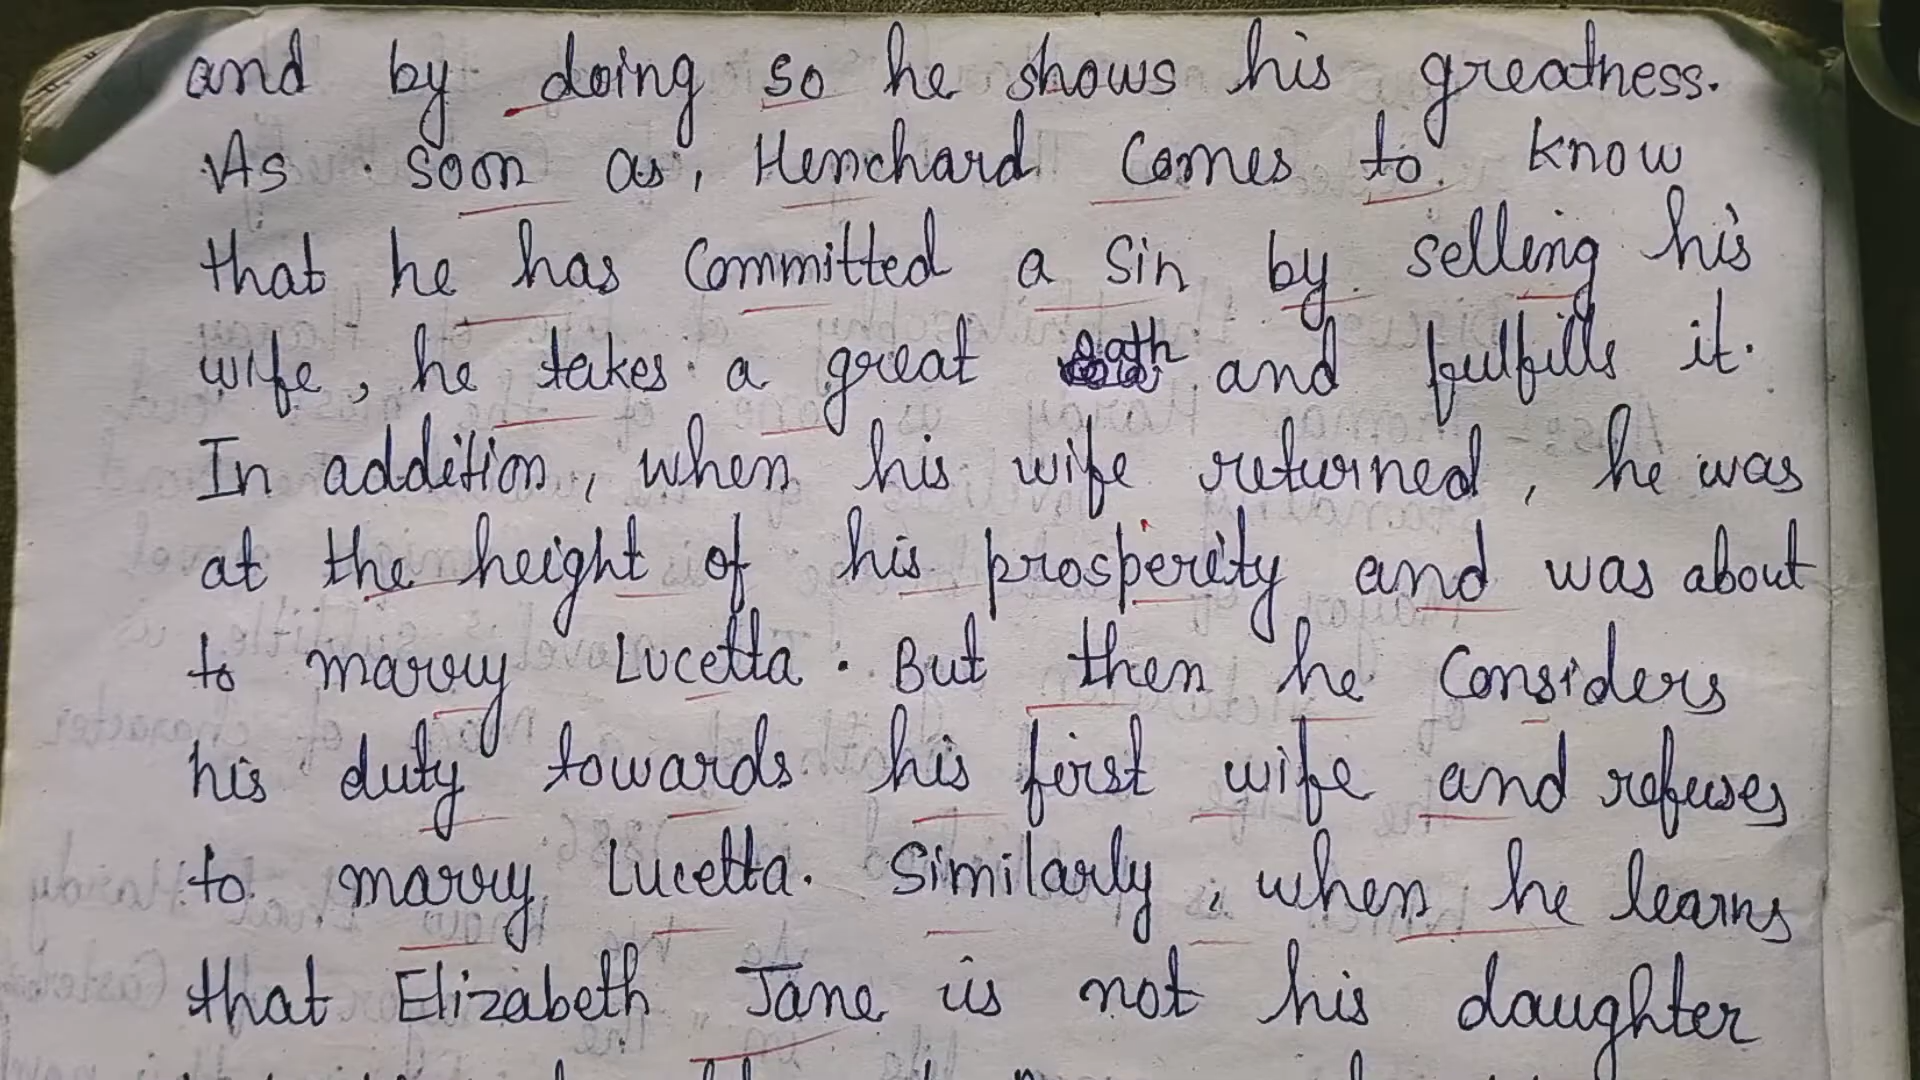 and by doing so he shows his greatness.
As soon as, Henchard comes to know
that he has committed a sin by selling his
wife, he takes a great oath and fulfills it.
In addition, when his wife returned, he was
at the height of his prosperity and was about
to marry Lucetta. But then he considers
his duty towards his first wife and refuses
to marry Lucetta. Similarly, when he learns
that Elizabeth Jane is not his daughter